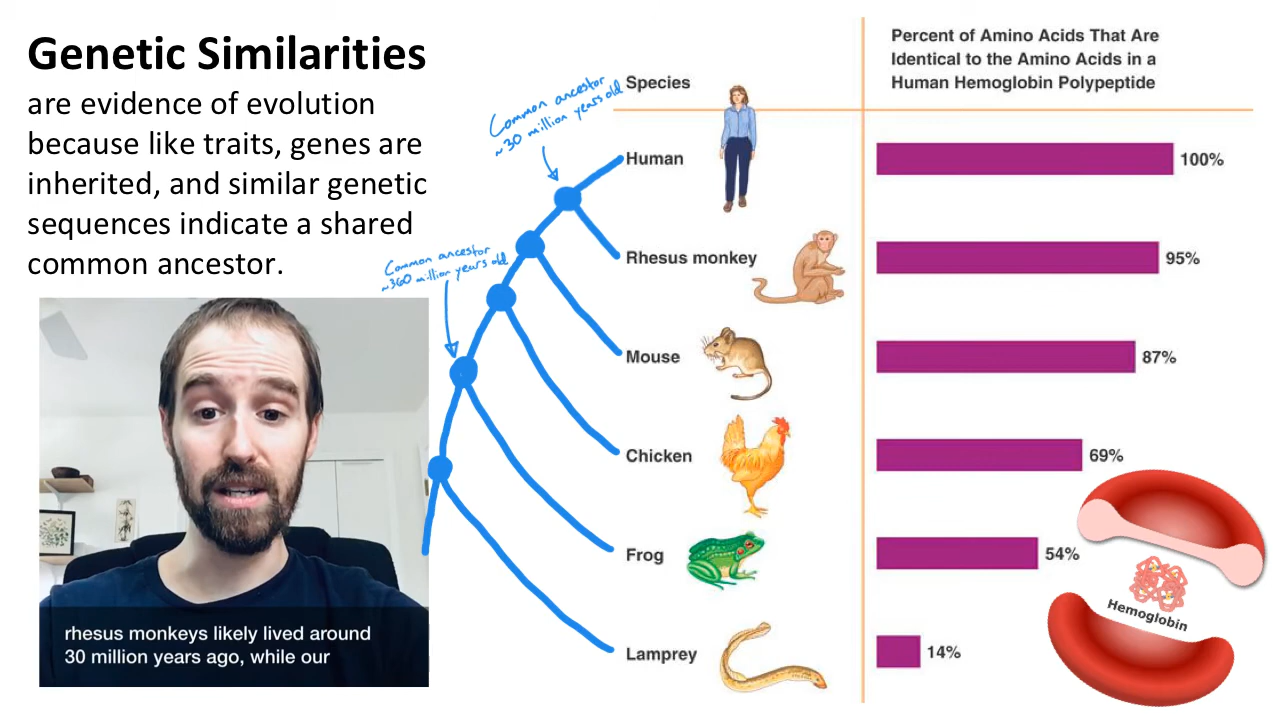 Genetic Similarities
are evidence of evolution
because like traits, genes are
inherited, and similar genetic
sequences indicate a shared
common ancestor.
rhesus monkeys likely lived around
30 million years ago, while our
Common ancestor
~30 million years old
Common ancestor
~360 million years old
Species
Percent of Amino Acids That Are
Identical to the Amino Acids in a
Human Hemoglobin Polypeptide
Human
100%
Rhesus monkey
95%
Mouse
87%
Chicken
69%
Frog
54%
Lamprey
14%
Hemoglobin